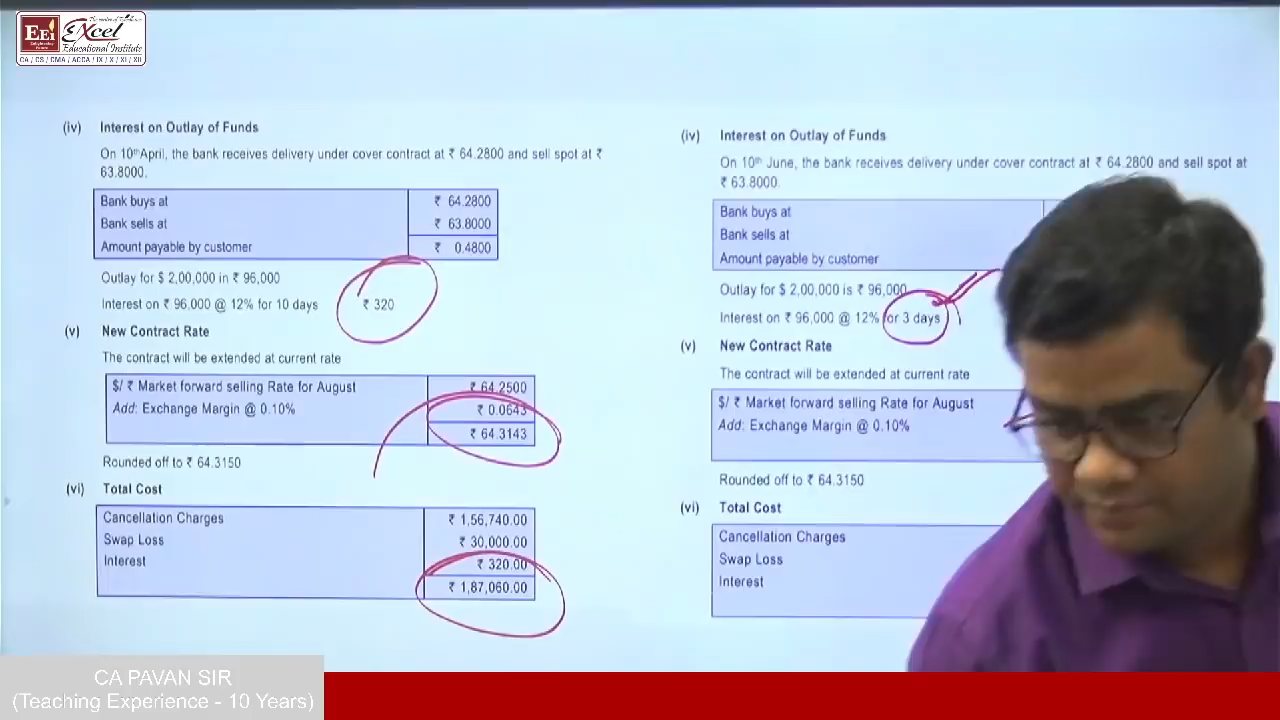 The centre of Excellence
EEi
Excel
Educational Institute
CA / CS / CMA / ACCA / IX / X / XI / XII
(iv) Interest on Outlay of Funds
On 10th April, the bank receives delivery under cover contract at ₹ 64.2800 and sell spot at ₹
63.8000.
Bank buys at ₹ 64.2800
Bank sells at ₹ 63.8000
Amount payable by customer ₹ 0.4800
Outlay for $ 2,00,000 in ₹ 96,000
Interest on ₹ 96,000 @ 12% for 10 days ₹ 320
(v) New Contract Rate
The contract will be extended at current rate
$/ ₹ Market forward selling Rate for August ₹ 64.2500
Add: Exchange Margin @ 0.10% ₹ 0.0643
₹ 64.3143
Rounded off to ₹ 64.3150
(vi) Total Cost
Cancellation Charges ₹ 1,56,740.00
Swap Loss ₹ 30,000.00
Interest ₹ 320.00
₹ 1,87,060.00
(iv) Interest on Outlay of Funds
On 10th June, the bank receives delivery under cover contract at ₹ 64.2800 and sell spot at
₹ 63.8000.
Bank buys at
Bank sells at
Amount payable by customer
Outlay for $ 2,00,000 is ₹ 96,000
Interest on ₹ 96,000 @ 12% for 3 days
(v) New Contract Rate
The contract will be extended at current rate
$/ ₹ Market forward selling Rate for August
Add: Exchange Margin @ 0.10%
Rounded off to ₹ 64.3150
(vi) Total Cost
Cancellation Charges
Swap Loss
Interest
CA PAVAN SIR
(Teaching Experience - 10 Years)